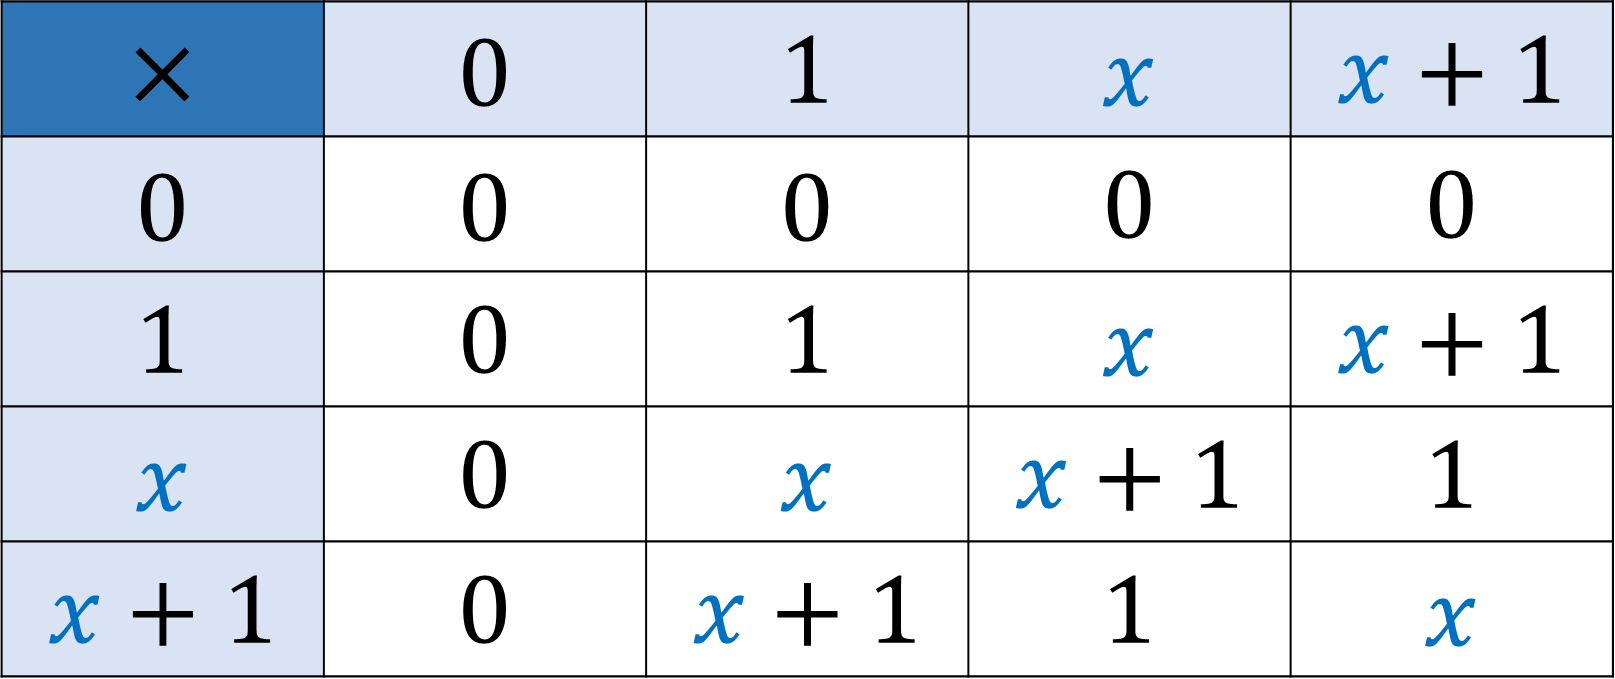 × 0 1 x x + 1
0 0 0 0 0
1 0 1 x x + 1
x 0 x x + 1 1
x + 1 0 x + 1 1 x